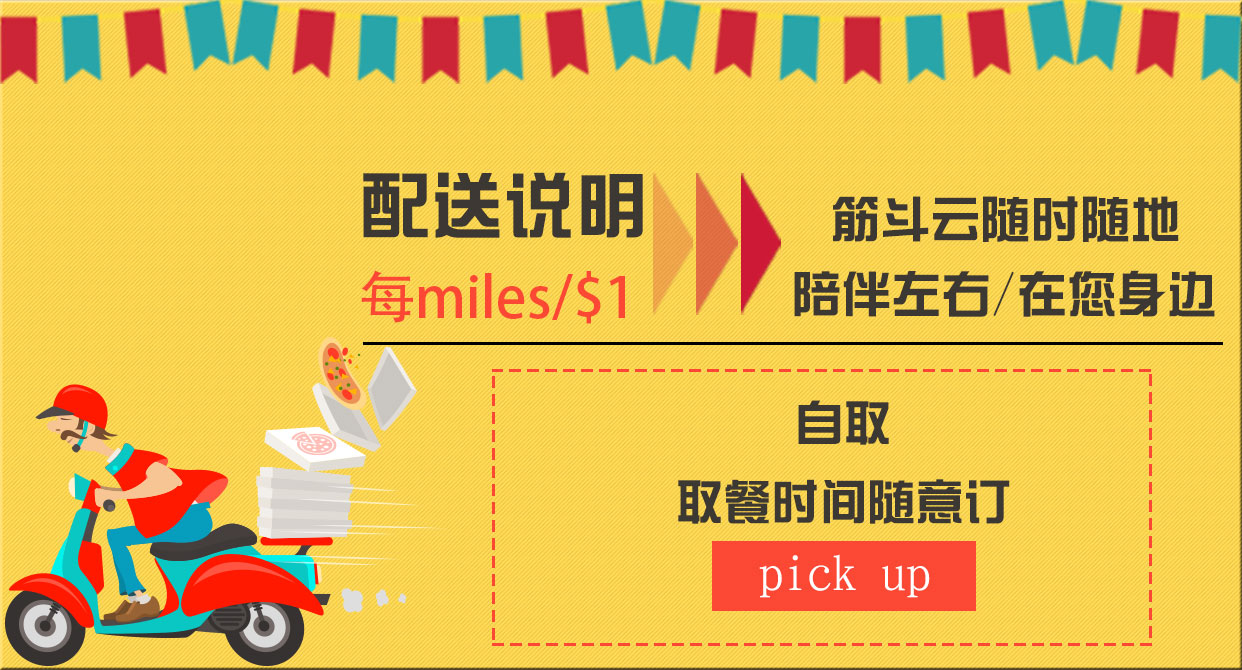 配送说明
每miles/$1
筋斗云随时随地
陪伴左右/在您身边
自取
取餐时间随意订
pick up